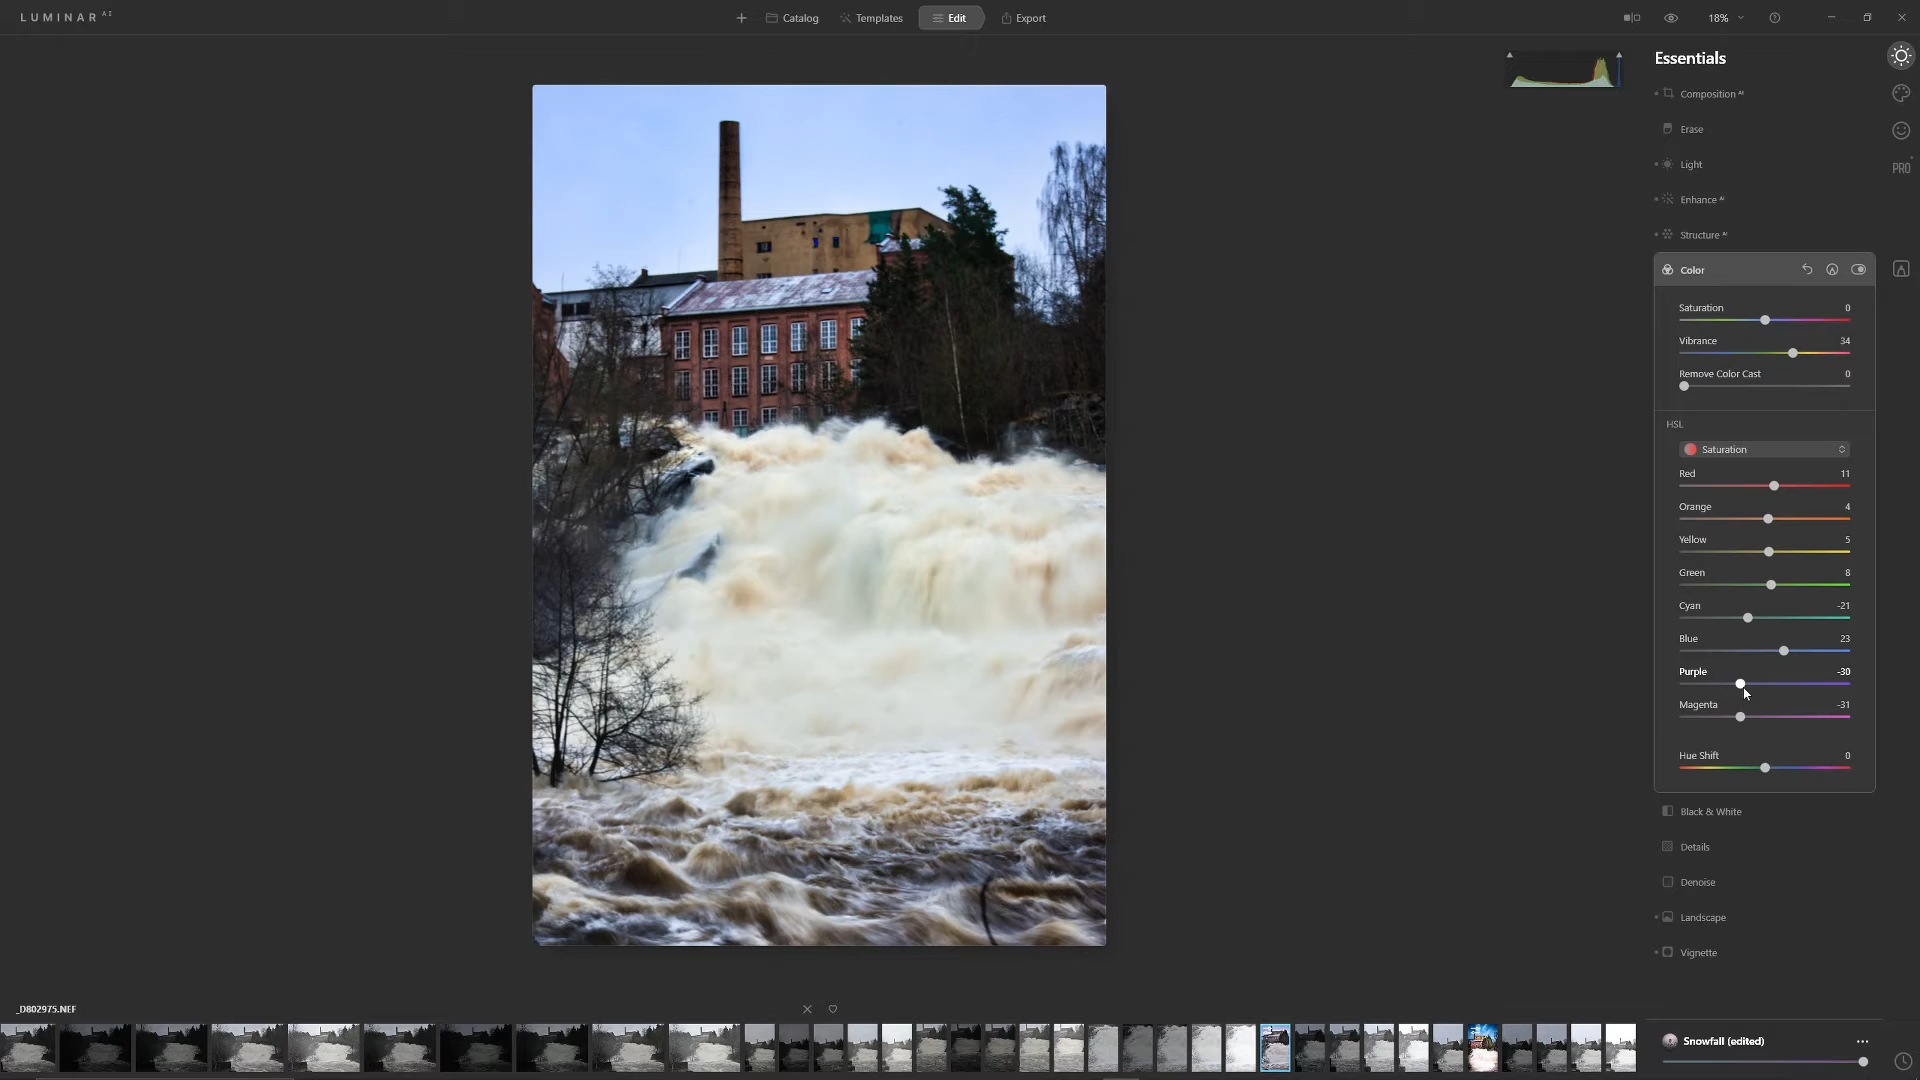 LUMINAR AI
Catalog
Templates
Edit
Export
18%
Essentials
Composition AI
Erase
Light
Enhance AI
Structure AI
PRO
Color
Saturation 0
Vibrance 34
Remove Color Cast 0
HSL
Saturation
Red 11
Orange 4
Yellow 5
Green 8
Cyan -21
Blue 23
Purple -30
Magenta -31
Hue Shift 0
Black & White
Details
Denoise
Landscape
Vignette
_D802975.NEF
Snowfall (edited)